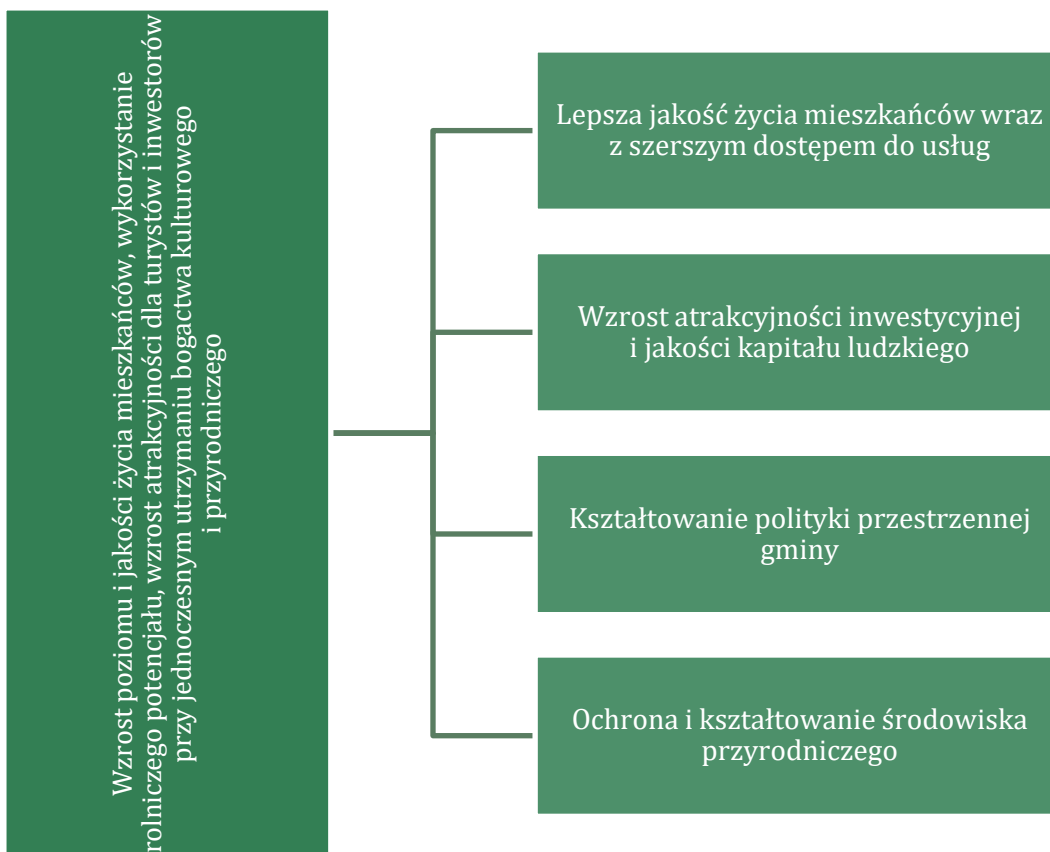 Wzrost poziomu i jakości życia mieszkańców, wykorzystanie
rolniczego potencjału, wzrost atrakcyjności dla turystów i inwestorów
przy jednoczesnym utrzymaniu bogactwa kulturowego
i przyrodniczego
Lepsza jakość życia mieszkańców wraz
z szerszym dostępem do usług
Wzrost atrakcyjności inwestycyjnej
i jakości kapitału ludzkiego
Kształtowanie polityki przestrzennej
gminy
Ochrona i kształtowanie środowiska
przyrodniczego